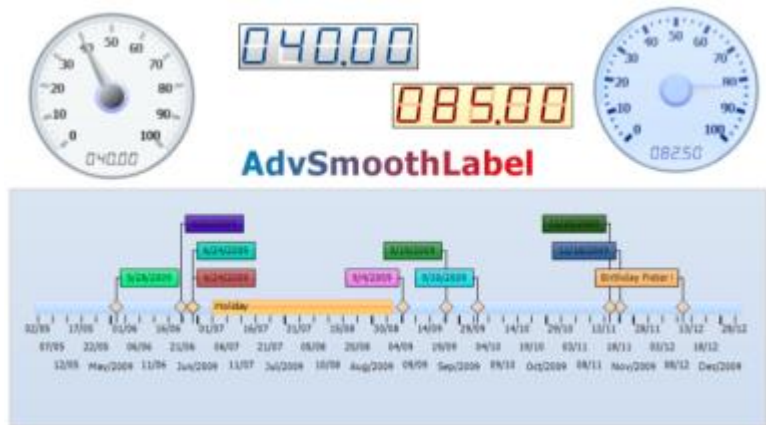 0 10 20 30 40 50 60 70 80 90 100
040.00
040.00
085.00
0 10 20 30 40 50 60 70 80 90 100
082.50
AdvSmoothLabel
6/24/2009
5/28/2009
6/24/2009
9/4/2009
Birthday Pieter !
Holiday
02/05 17/05 01/06 16/06 01/07 16/07 31/07 15/08 30/08 14/09 29/09 14/10 29/10 13/11 28/11 13/12 28/12
07/05 22/05 06/06 21/06 06/07 21/07 05/08 20/08 04/09 19/09 04/10 19/10 03/11 18/11 03/12 18/12
12/05 May/2009 11/06 Jun/2009 11/07 Jul/2009 10/08 Aug/2009 09/09 Sep/2009 09/10 Oct/2009 08/11 Nov/2009 08/12 Dec/2009